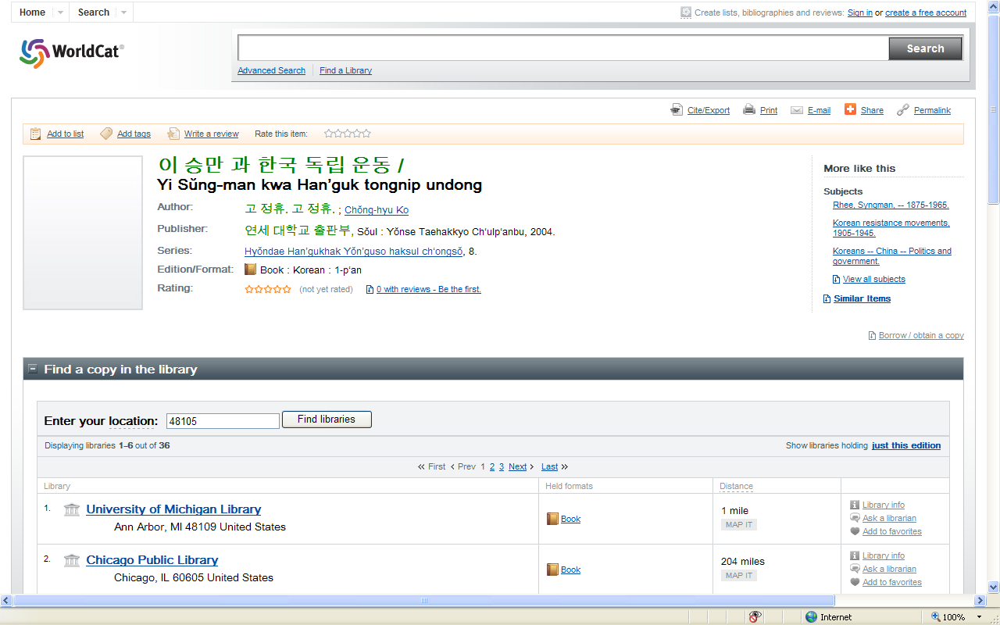 Home Search Create lists, bibliographies and reviews: Sign in or create a free account
WorldCat®
Search
Advanced Search Find a Library
Cite/Export Print E-mail Share Permalink
Add to list Add tags Write a review Rate this item:
이 승만 과 한국 독립 운동 /
Yi Sŭng-man kwa Han’guk tongnip undong
Author: 고 정휴. 고 정휴. ; Chŏng-hyu Ko
Publisher: 연세 대학교 출판부, Sŏul : Yŏnse Taehakkyo Ch‘ulp‘anbu, 2004.
Series: Hyŏndae Han’gukhak Yŏn’guso haksul ch‘ongsŏ, 8.
Edition/Format: Book : Korean : 1-p‘an
Rating: (not yet rated) 0 with reviews - Be the first.
More like this
Subjects
Rhee, Syngman, -- 1875-1965.
Korean resistance movements,
1905-1945.
Koreans -- China -- Politics and
government.
View all subjects
Similar Items
Borrow / obtain a copy
Find a copy in the library
Enter your location: 48105 Find libraries
Displaying libraries 1-6 out of 36 Show libraries holding just this edition
« First ‹ Prev 1 2 3 Next › Last »
Library Held formats Distance
1. University of Michigan Library
Ann Arbor, MI 48109 United States
Book
1 mile
MAP IT
Library info
Ask a librarian
Add to favorites
2. Chicago Public Library
Chicago, IL 60605 United States
Book
204 miles
MAP IT
Library info
Ask a librarian
Add to favorites
Internet 100%